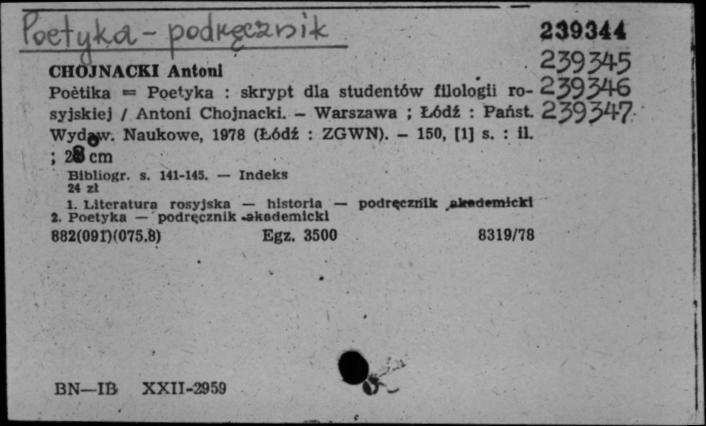 Poetyka - podręcznik
239344
239345
239346
239347
CHOJNACKI Antoni
Poètika = Poetyka : skrypt dla studentów filologii ro-
syjskiej / Antoni Chojnacki. – Warszawa ; Łódź : Państ.
Wydaw. Naukowe, 1978 (Łódź : ZGWN). – 150, [1] s. : il.
; 28 cm
Bibliogr. s. 141-145. — Indeks
24 zł
1. Literatura rosyjska — historia — podręcznik akademicki
2. Poetyka — podręcznik akademicki
882(091)(075.8) Egz. 3500 8319/78
BN—IB XXII-2959